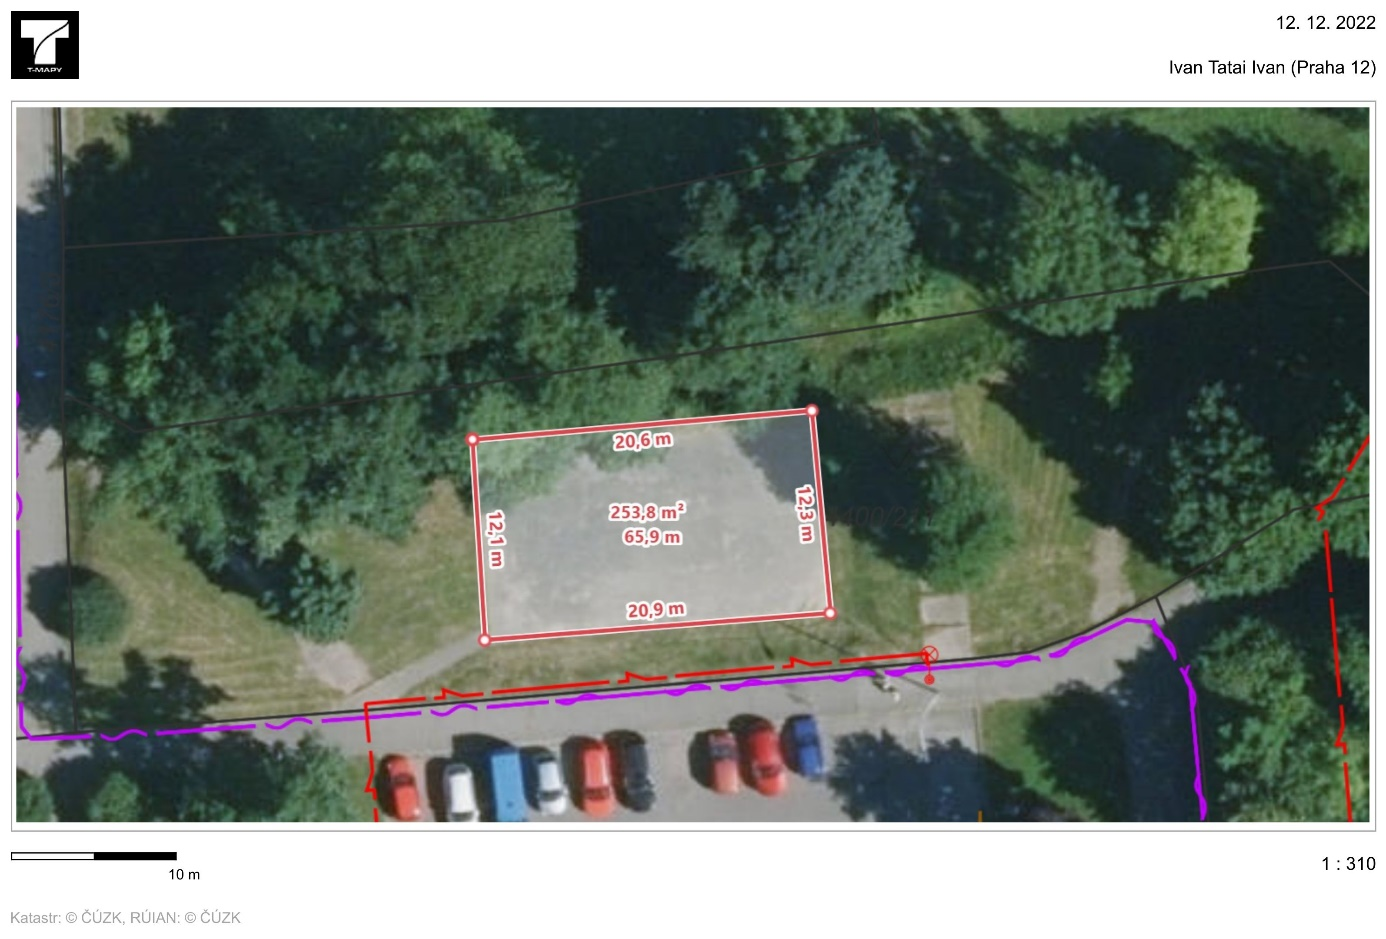 T-MAPY
12. 12. 2022
Ivan Tatai Ivan (Praha 12)
20,6 m
12,1 m
253,8 m²
65,9 m
12,3 m
20,9 m
10 m
1 : 310
Katastr: © ČÚZK, RÚIAN: © ČÚZK